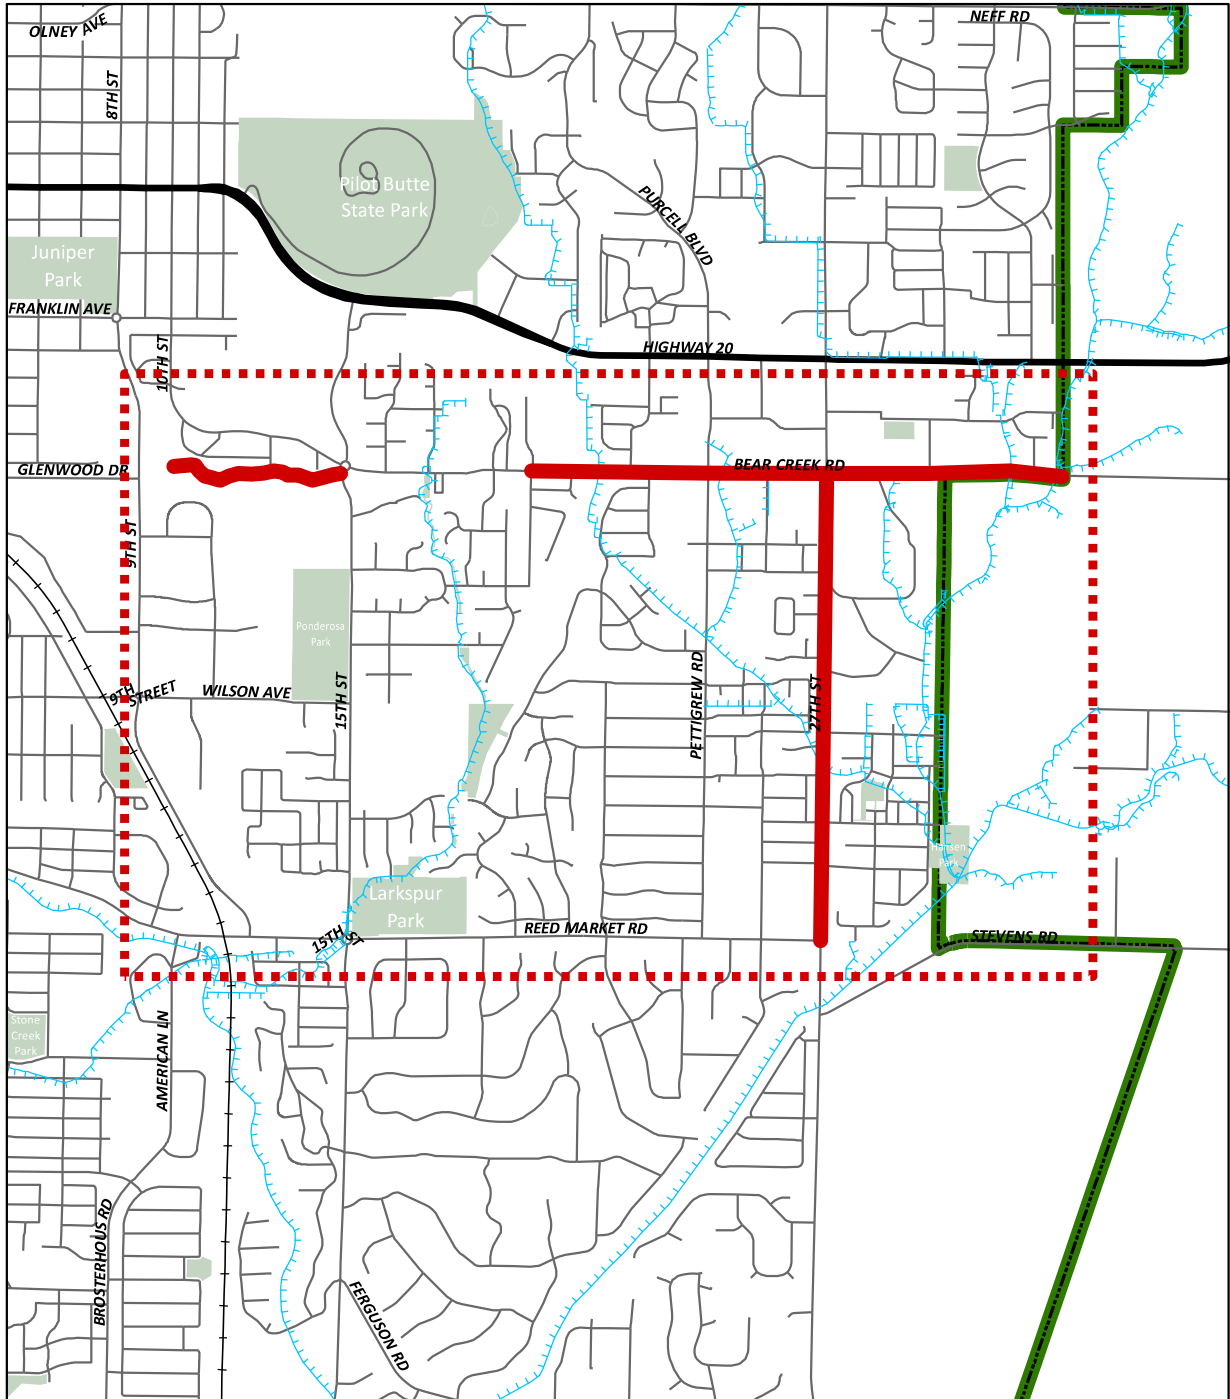 OLNEY AVE
NEFF RD
8TH ST
Pilot Butte
State Park
PURCELL BLVD
Juniper
Park
FRANKLIN AVE
10TH ST
HIGHWAY 20
GLENWOOD DR
BEAR CREEK RD
9TH ST
Ponderosa
Park
9TH
STREET
WILSON AVE
15TH ST
PETTIGREW RD
27TH ST
Hansen
Park
Larkspur
Park
15TH ST
REED MARKET RD
STEVENS RD
Stone
Creek
Park
AMERICAN LN
BROSTERHOUS RD
FERGUSON RD